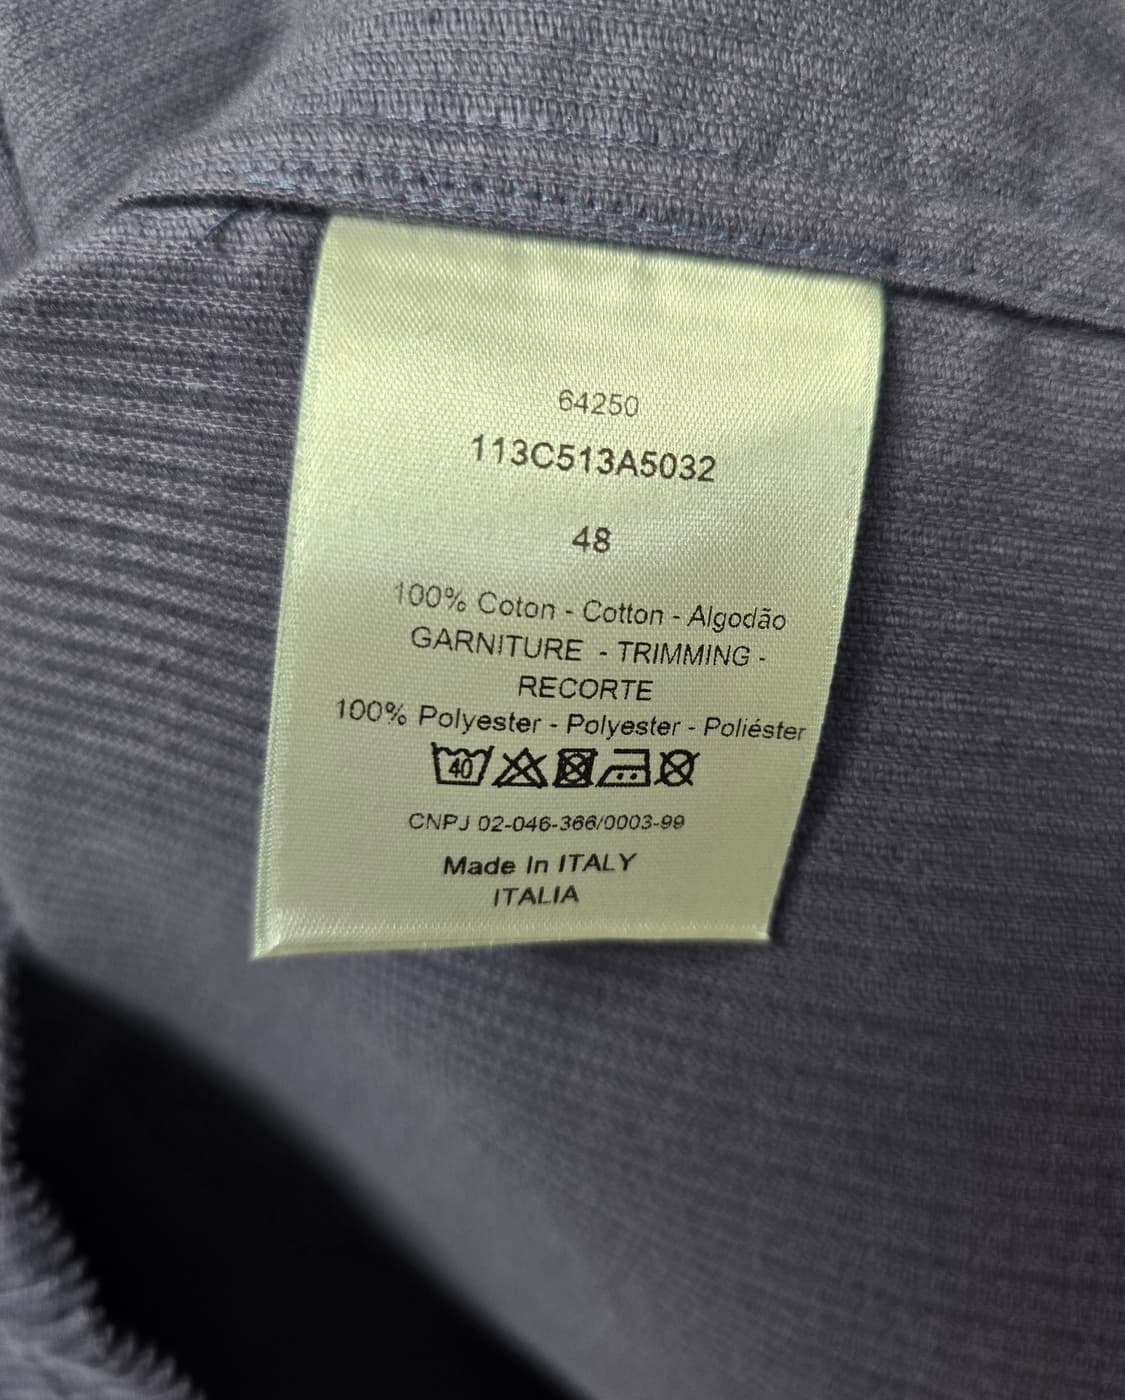 64250
113C513A5032
48
100% Coton - Cotton - Algodão
GARNITURE - TRIMMING -
RECORTE
100% Polyester - Polyester - Poliéster
40
CNPJ 02-046-366/0003-99
Made In ITALY
ITALIA